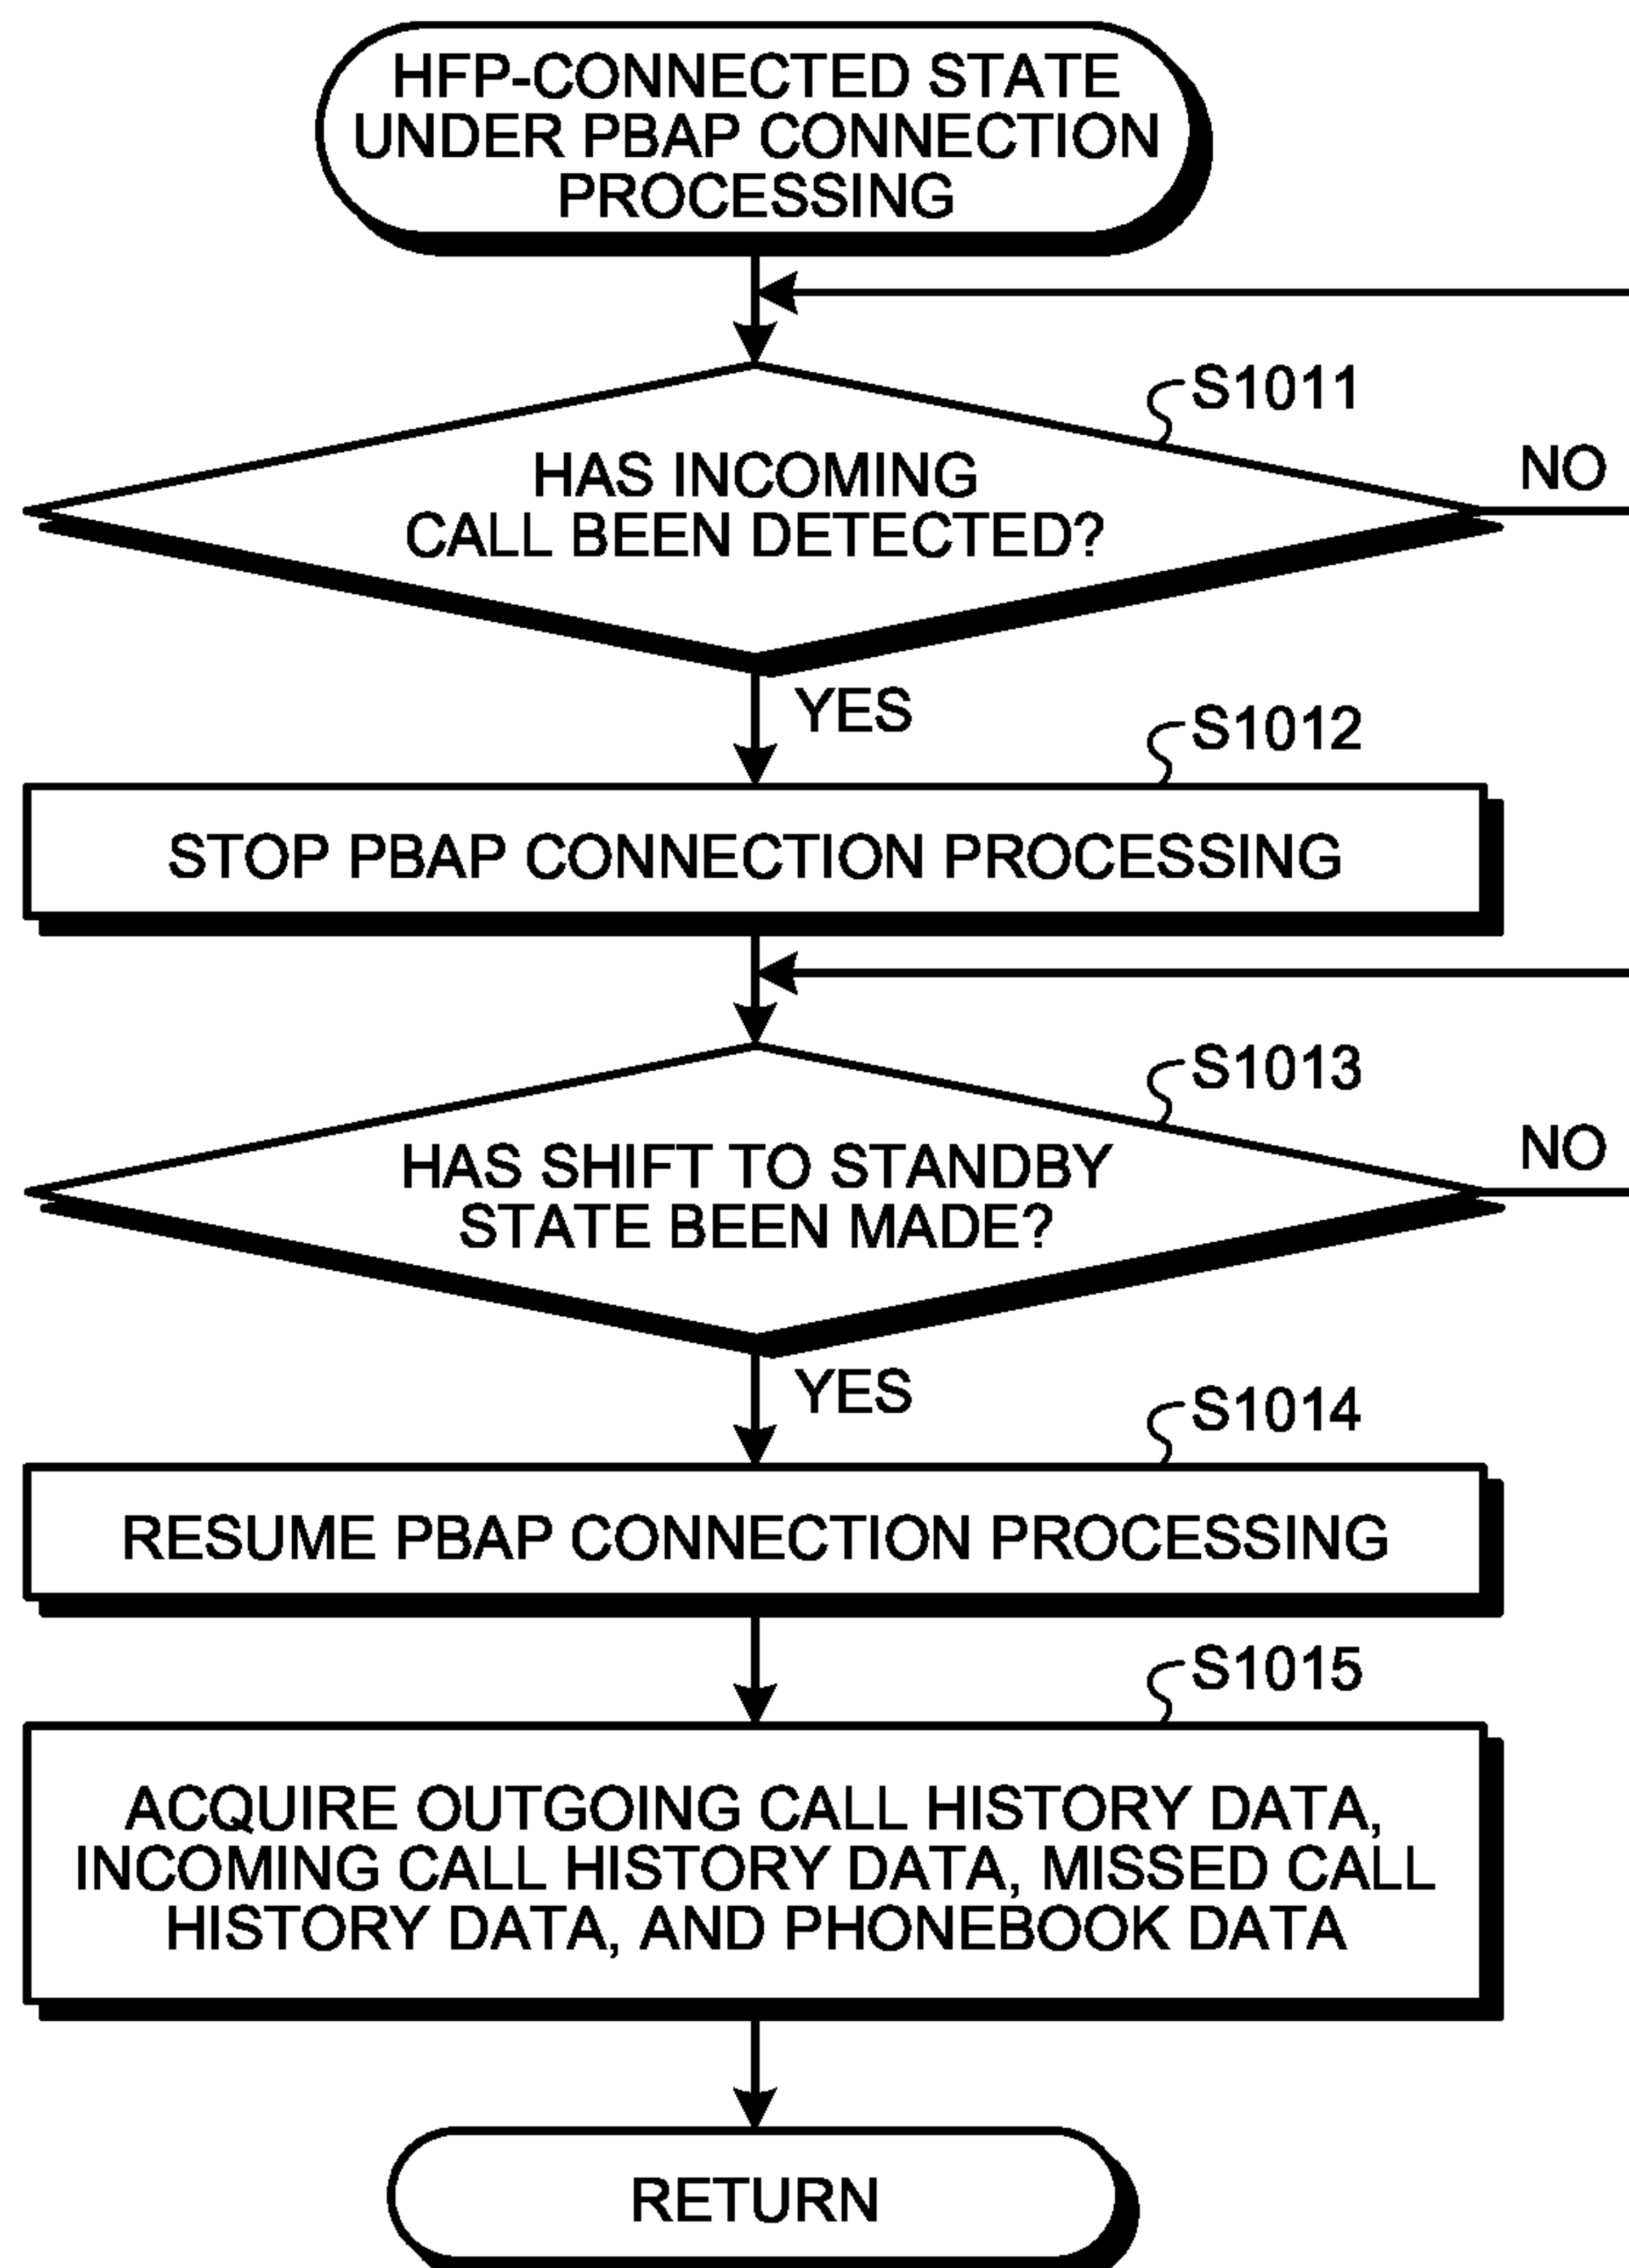 HFP-CONNECTED STATE
UNDER PBAP CONNECTION
PROCESSING
S1011
HAS INCOMING
CALL BEEN DETECTED?
NO
YES
S1012
STOP PBAP CONNECTION PROCESSING
S1013
HAS SHIFT TO STANDBY
STATE BEEN MADE?
NO
YES
S1014
RESUME PBAP CONNECTION PROCESSING
S1015
ACQUIRE OUTGOING CALL HISTORY DATA,
INCOMING CALL HISTORY DATA, MISSED CALL
HISTORY DATA, AND PHONEBOOK DATA
RETURN